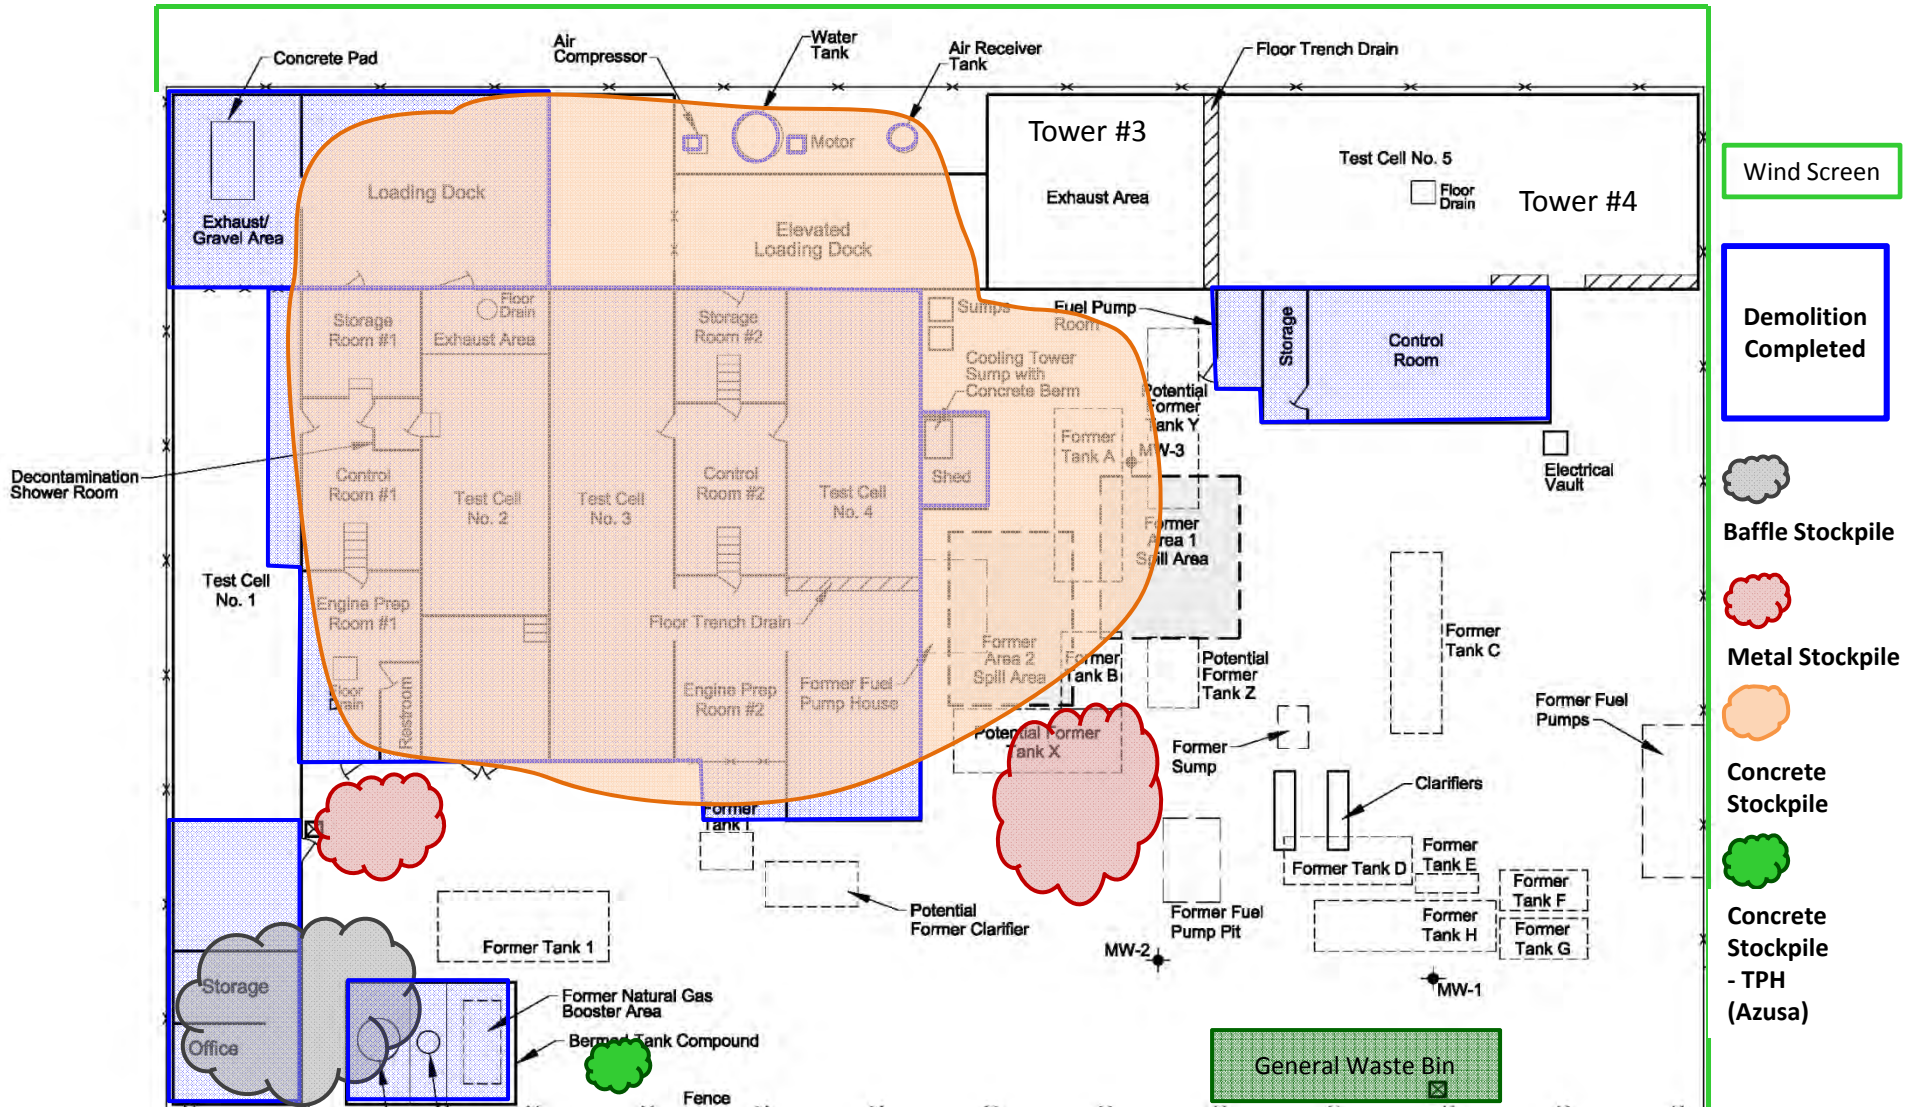 Concrete Pad
Air
Compressor
Water
Tank
Air Receiver
Tank
Floor Trench Drain
Tower #3
Test Cell No. 5
Motor
Wind Screen
Loading Dock
Exhaust Area
Floor
Drain
Tower #4
Exhaust/
Gravel Area
Elevated
Loading Dock
Floor
Drain
Sumps
Fuel Pump
Room
Storage
Room #1
Exhaust Area
Storage
Room #2
Storage
Control
Room
Demolition
Completed
Cooling Tower
Sump with
Concrete Berm
Potential
Former
Tank Y
Former
Tank A
MW-3
Decontamination
Shower Room
Control
Room #1
Test Cell
No. 2
Test Cell
No. 3
Control
Room #2
Test Cell
No. 4
Shed
Electrical
Vault
Baffle Stockpile
Former
Area 1
Spill Area
Test Cell
No. 1
Engine Prep
Room #1
Floor Trench Drain
Former
Area 2
Spill Area
Former
Tank B
Potential
Former
Tank Z
Former
Tank C
Metal Stockpile
Floor
Drain
Restroom
Engine Prep
Room #2
Former Fuel
Pump House
Former Fuel
Pumps
Potential Former
Tank X
Former
Sump
Clarifiers
Concrete
Stockpile
Former
Tank I
Former Tank D
Former
Tank E
Former
Tank F
Potential
Former Clarifier
Former Fuel
Pump Pit
Former
Tank H
Former
Tank G
Concrete
Stockpile
- TPH
(Azusa)
Former Tank 1
MW-2
MW-1
Storage
Former Natural Gas
Booster Area
Office
Bermed Tank Compound
General Waste Bin
Fence